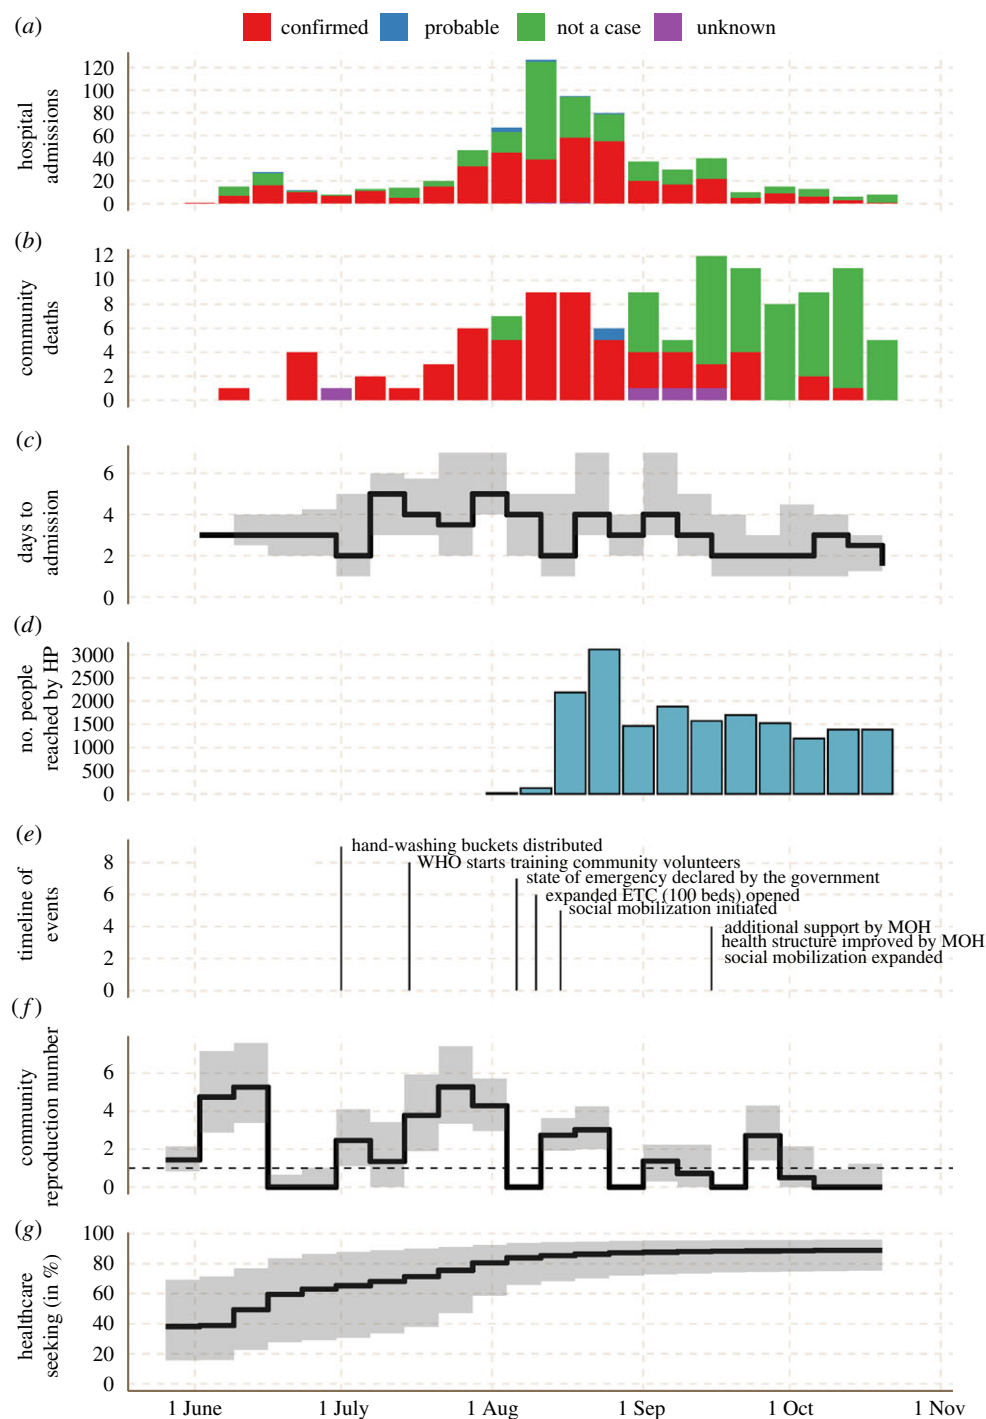 (a)
confirmed probable not a case unknown
hospital
admissions
120
100
80
60
40
20
0
(b)
community
deaths
12
10
8
6
4
2
0
(c)
days to
admission
6
4
2
0
(d)
no. people
reached by HP
3000
2500
2000
1500
1000
500
0
(e)
timeline of
events
8
6
4
2
0
hand-washing buckets distributed
WHO starts training community volunteers
state of emergency declared by the government
expanded ETC (100 beds) opened
social mobilization initiated
additional support by MOH
health structure improved by MOH
social mobilization expanded
(f)
community
reproduction number
6
4
2
0
(g)
healthcare
seeking (in %)
100
80
60
40
20
0
1 June 1 July 1 Aug 1 Sep 1 Oct 1 Nov